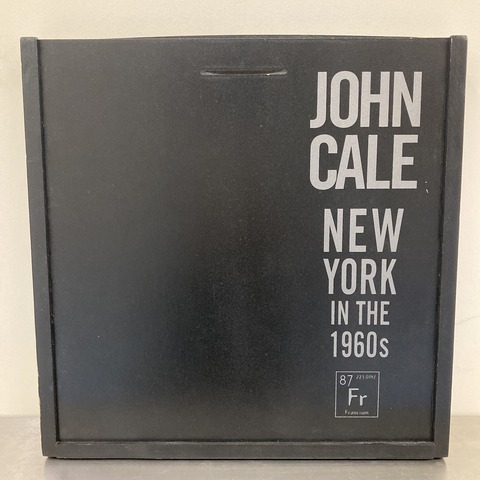 JOHN
CALE
NEW
YORK
IN THE
1960s
87
Fr
Francium